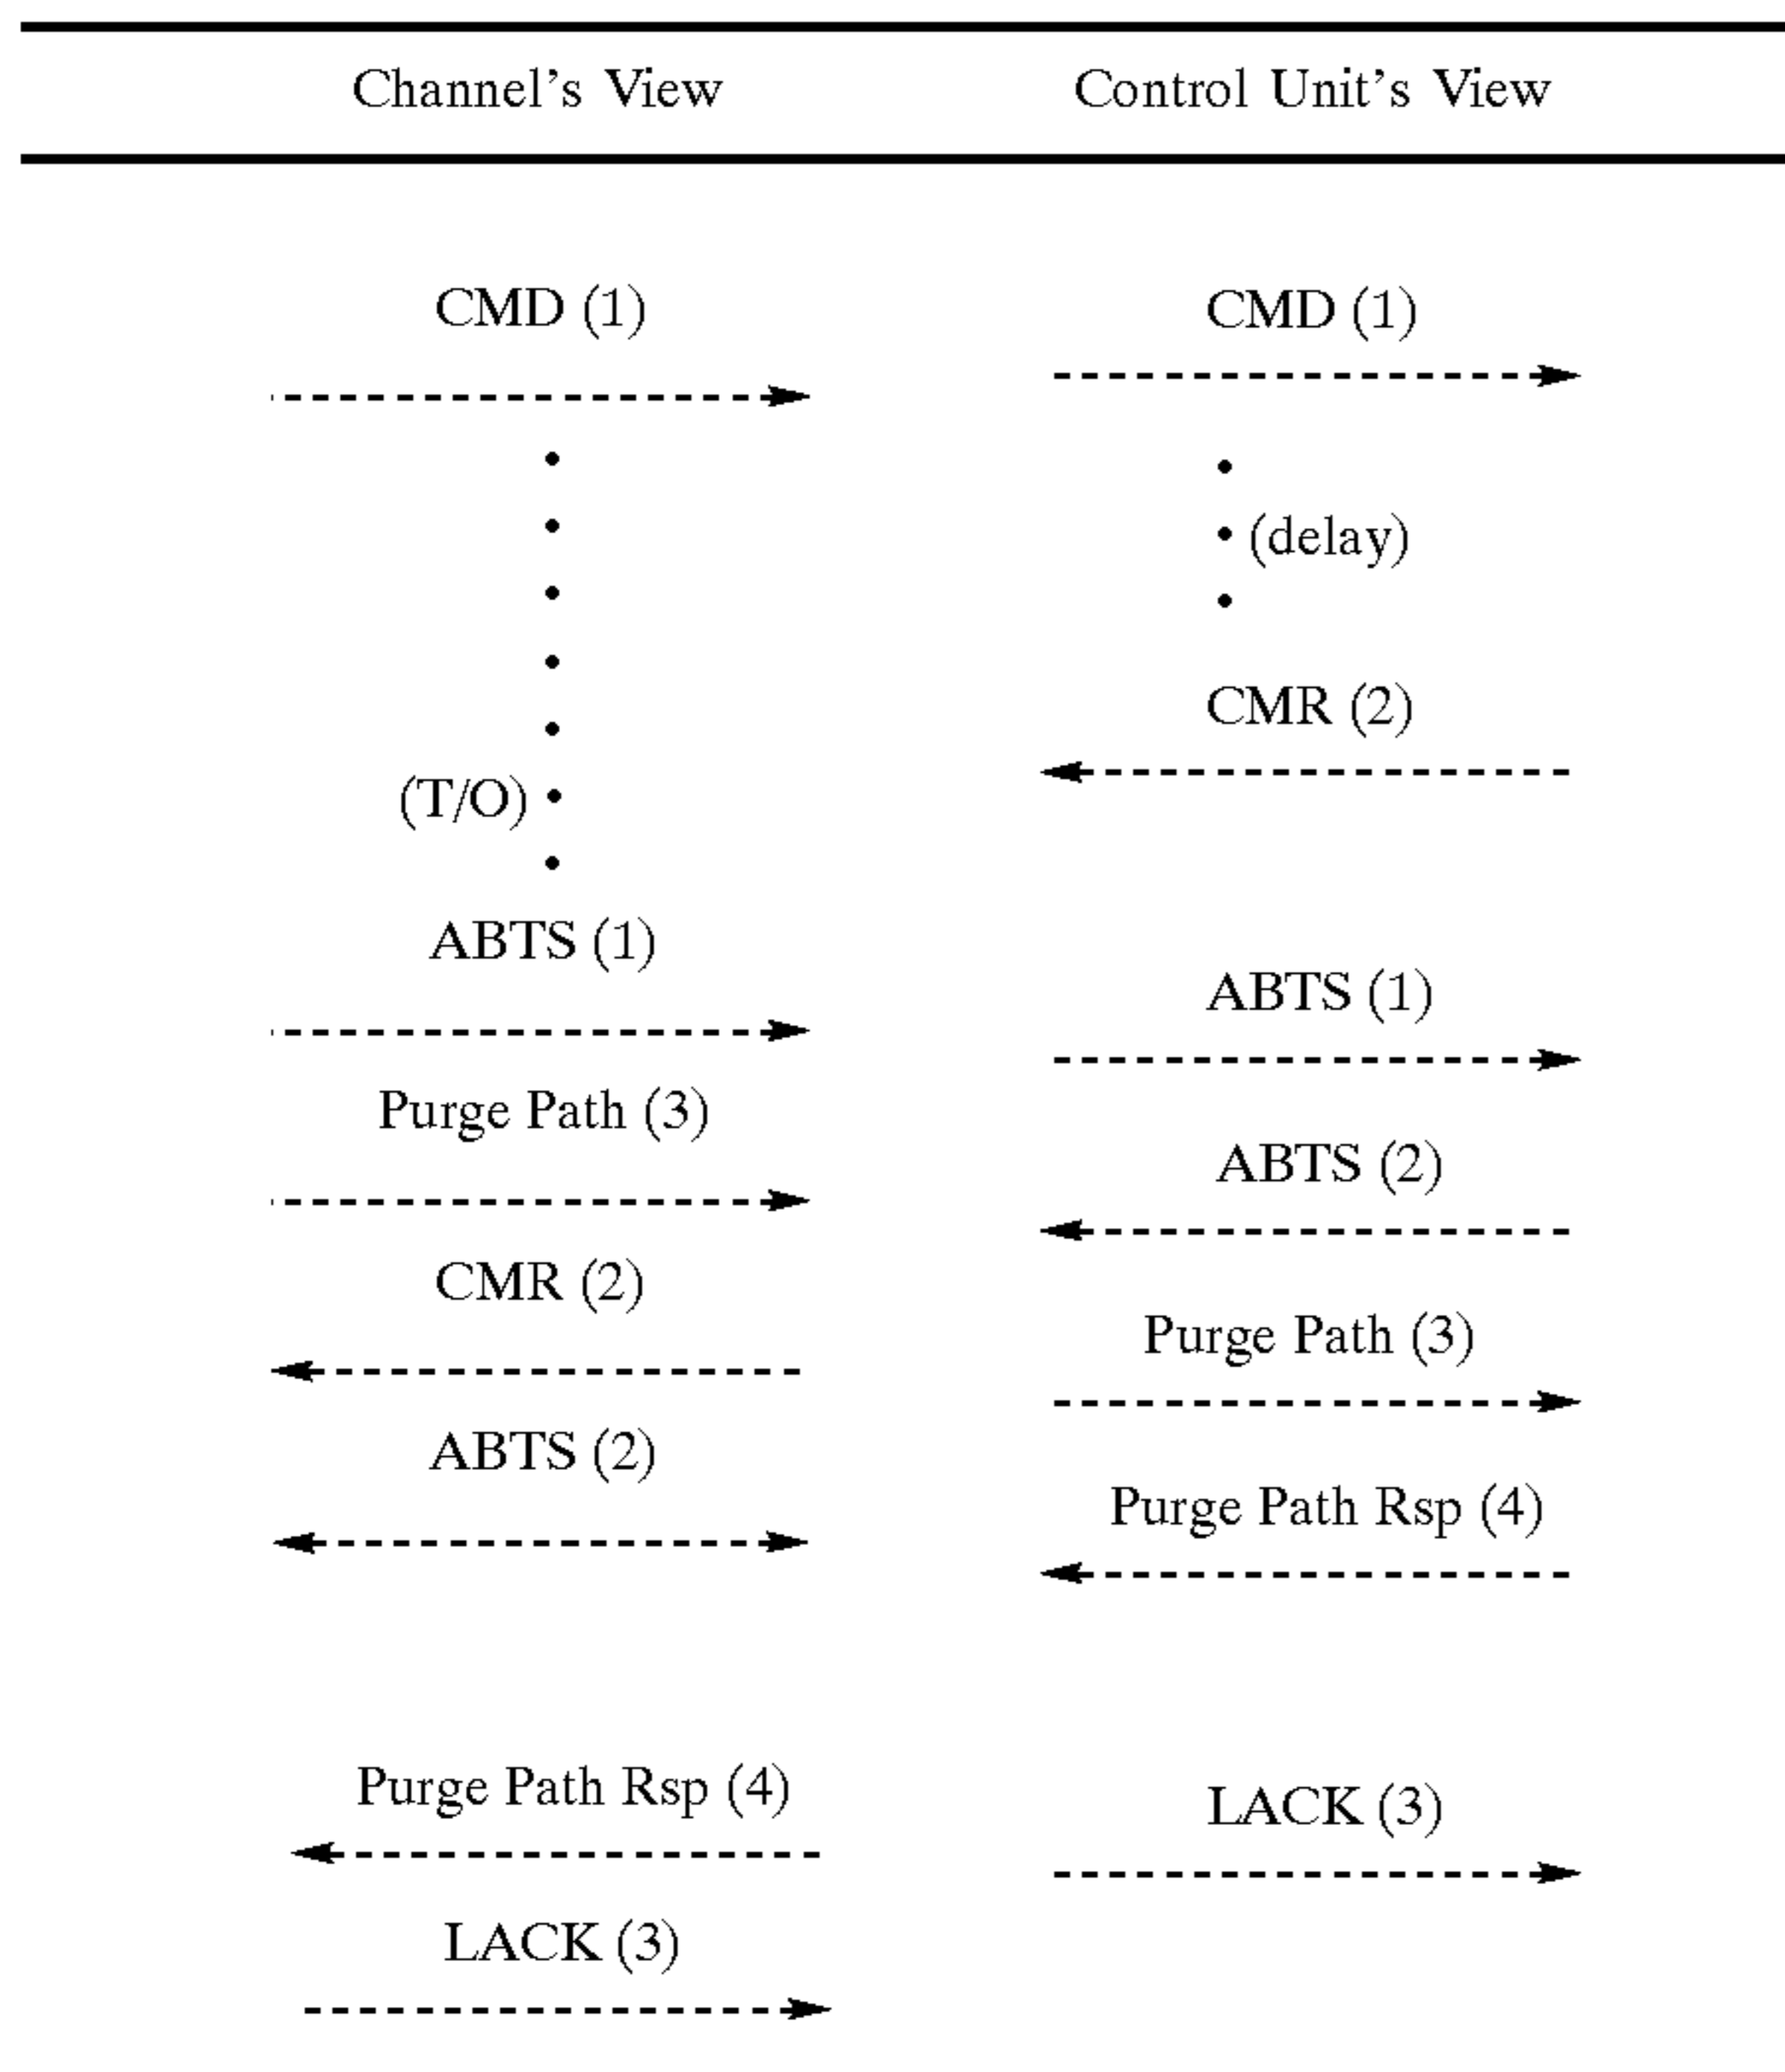 Channel's View
Control Unit's View
CMD (1)
CMD (1)
(delay)
CMR (2)
(T/O)
ABTS (1)
ABTS (1)
Purge Path (3)
ABTS (2)
CMR (2)
Purge Path (3)
ABTS (2)
Purge Path Rsp (4)
Purge Path Rsp (4)
LACK (3)
LACK (3)